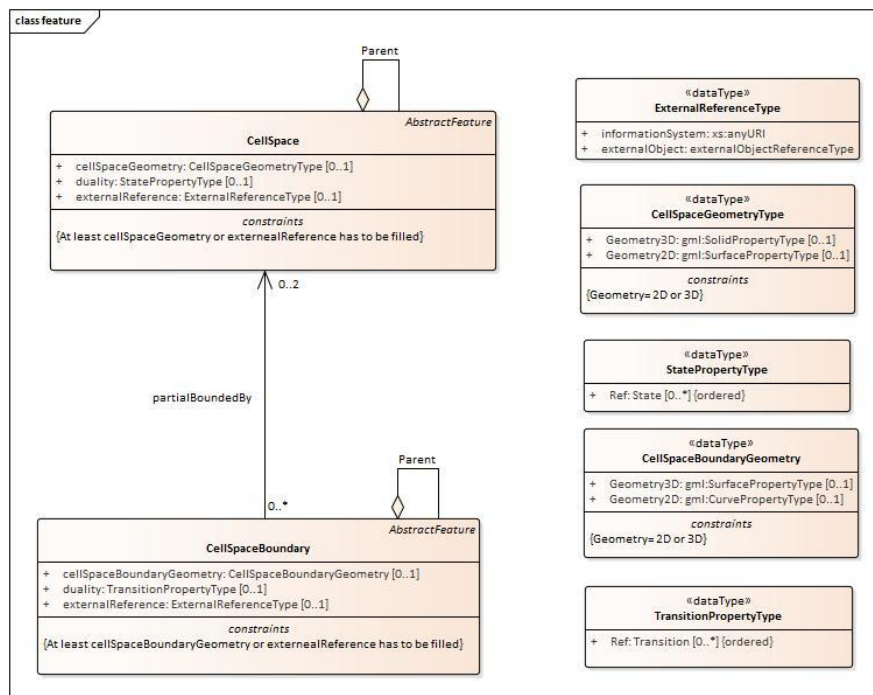 class feature
Parent
AbstractFeature
CellSpace
+ cellSpaceGeometry: CellSpaceGeometryType [0..1]
+ duality: StatePropertyType [0..1]
+ externalReference: ExternalReferenceType [0..1]
constraints
{At least cellSpaceGeometry or exterenalReference has to be filled}
0..2
partialBoundedBy
0..*
Parent
AbstractFeature
CellSpaceBoundary
+ cellSpaceBoundaryGeometry: CellSpaceBoundaryGeometry [0..1]
+ duality: TransitionPropertyType [0..1]
+ externalReference: ExternalReferenceType [0..1]
constraints
{At least cellSpaceBoundaryGeometry or exterenalReference has to be filled}
«dataType»
ExternalReferenceType
+ informationSystem: xs:anyURI
+ externalObject: externalObjectReferenceType
«dataType»
CellSpaceGeometryType
+ Geometry3D: gml:SolidPropertyType [0..1]
+ Geometry2D: gml:SurfacePropertyType [0..1]
constraints
{Geometry= 2D or 3D}
«dataType»
StatePropertyType
+ Ref: State [0..*] {ordered}
«dataType»
CellSpaceBoundaryGeometry
+ Geometry3D: gml:SurfacePropertyType [0..1]
+ Geometry2D: gml:CurvePropertyType [0..1]
constraints
{Geometry= 2D or 3D}
«dataType»
TransitionPropertyType
+ Ref: Transition [0..*] {ordered}